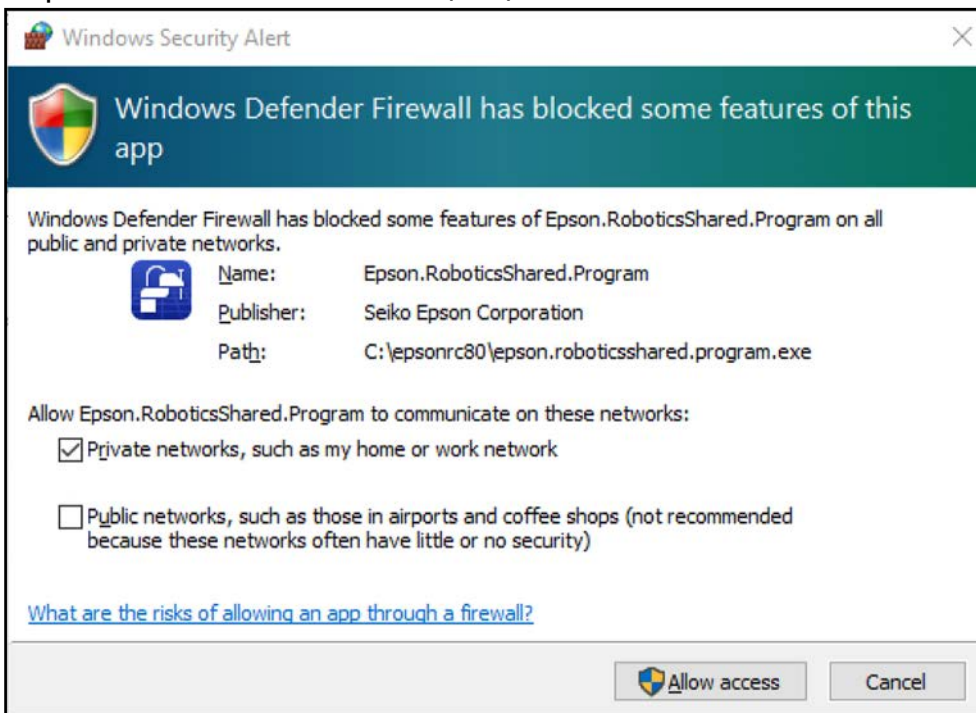 Windows Security Alert
Windows Defender Firewall has blocked some features of this
app
Windows Defender Firewall has blocked some features of Epson.RoboticsShared.Program on all
public and private networks.
Name: Epson.RoboticsShared.Program
Publisher: Seiko Epson Corporation
Path: C:\epsonrc80\epson.roboticsshared.program.exe
Allow Epson.RoboticsShared.Program to communicate on these networks:
Private networks, such as my home or work network
Public networks, such as those in airports and coffee shops (not recommended
because these networks often have little or no security)
What are the risks of allowing an app through a firewall?
Allow access Cancel